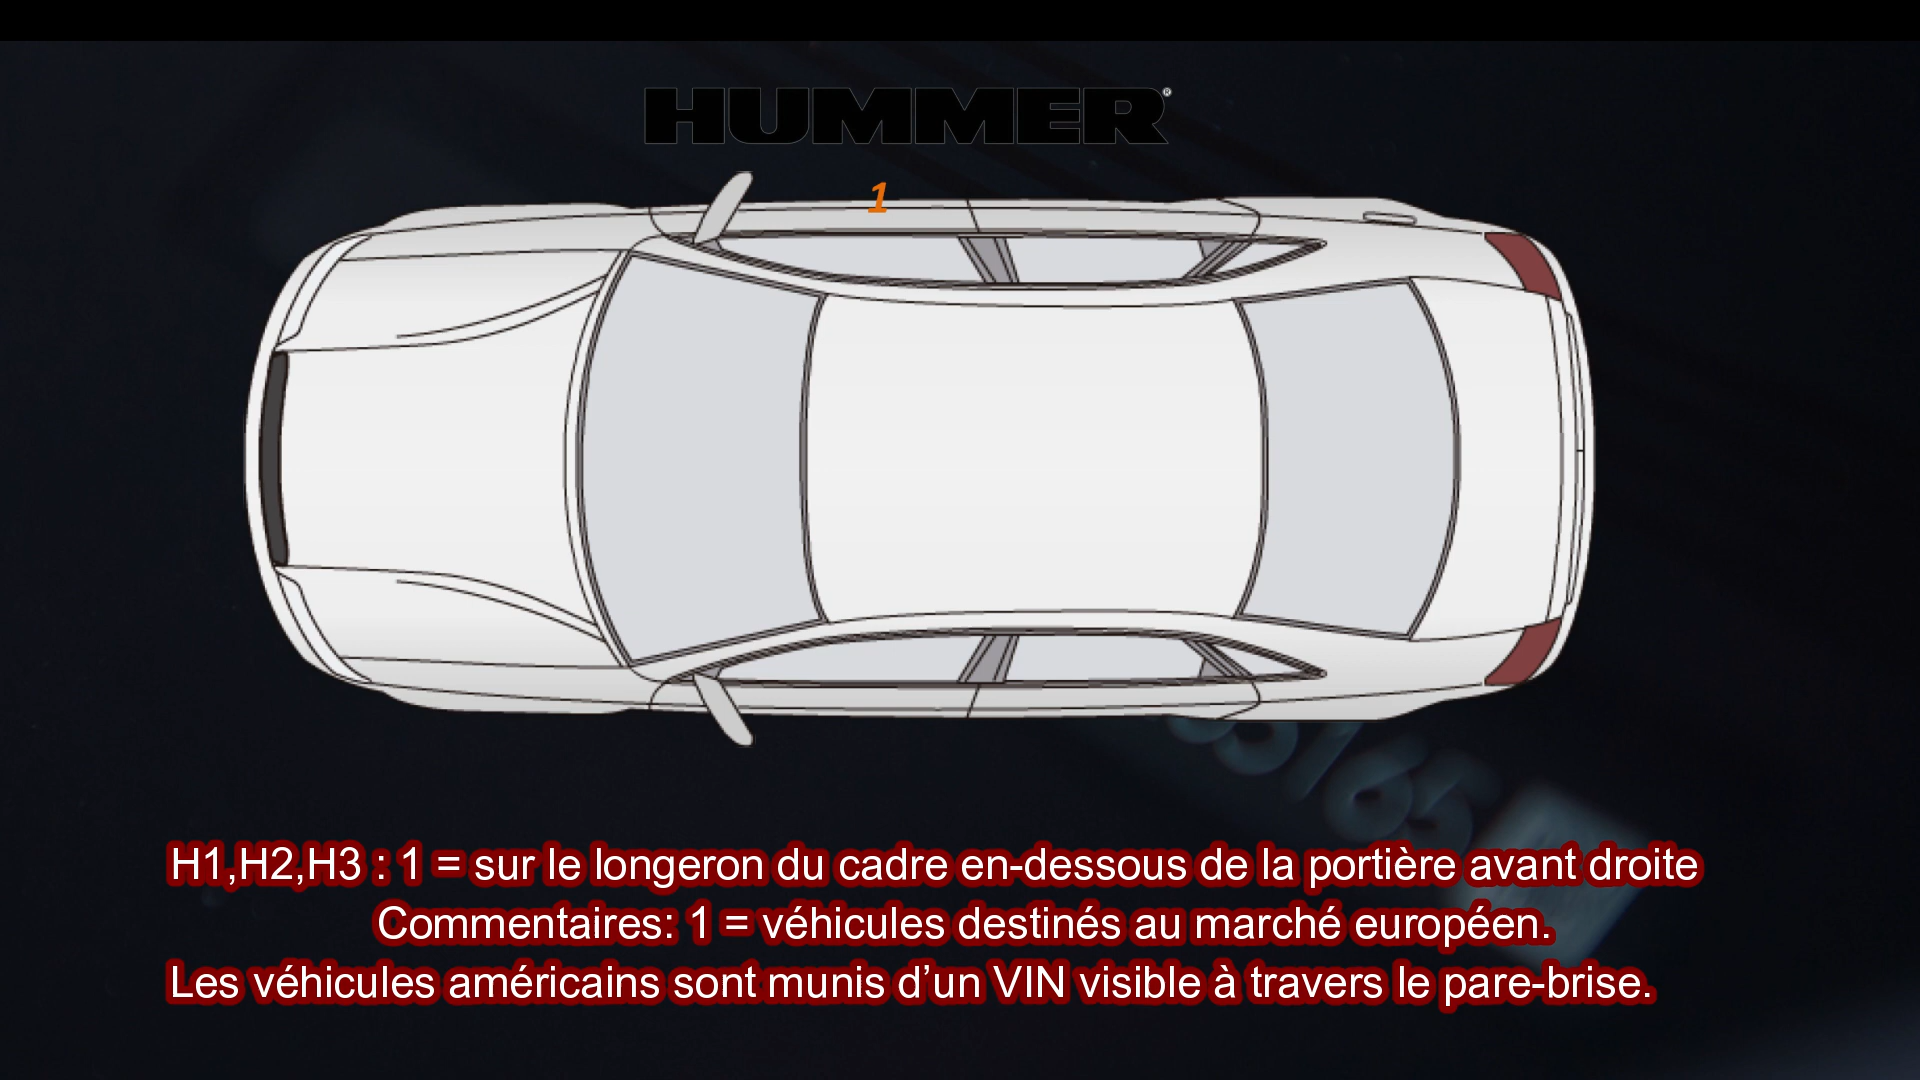 HUMMER®
1
H1,H2,H3 : 1 = sur le longeron du cadre en-dessous de la portière avant droite
Commentaires: 1 = véhicules destinés au marché européen.
Les véhicules américains sont munis d’un VIN visible à travers le pare-brise.